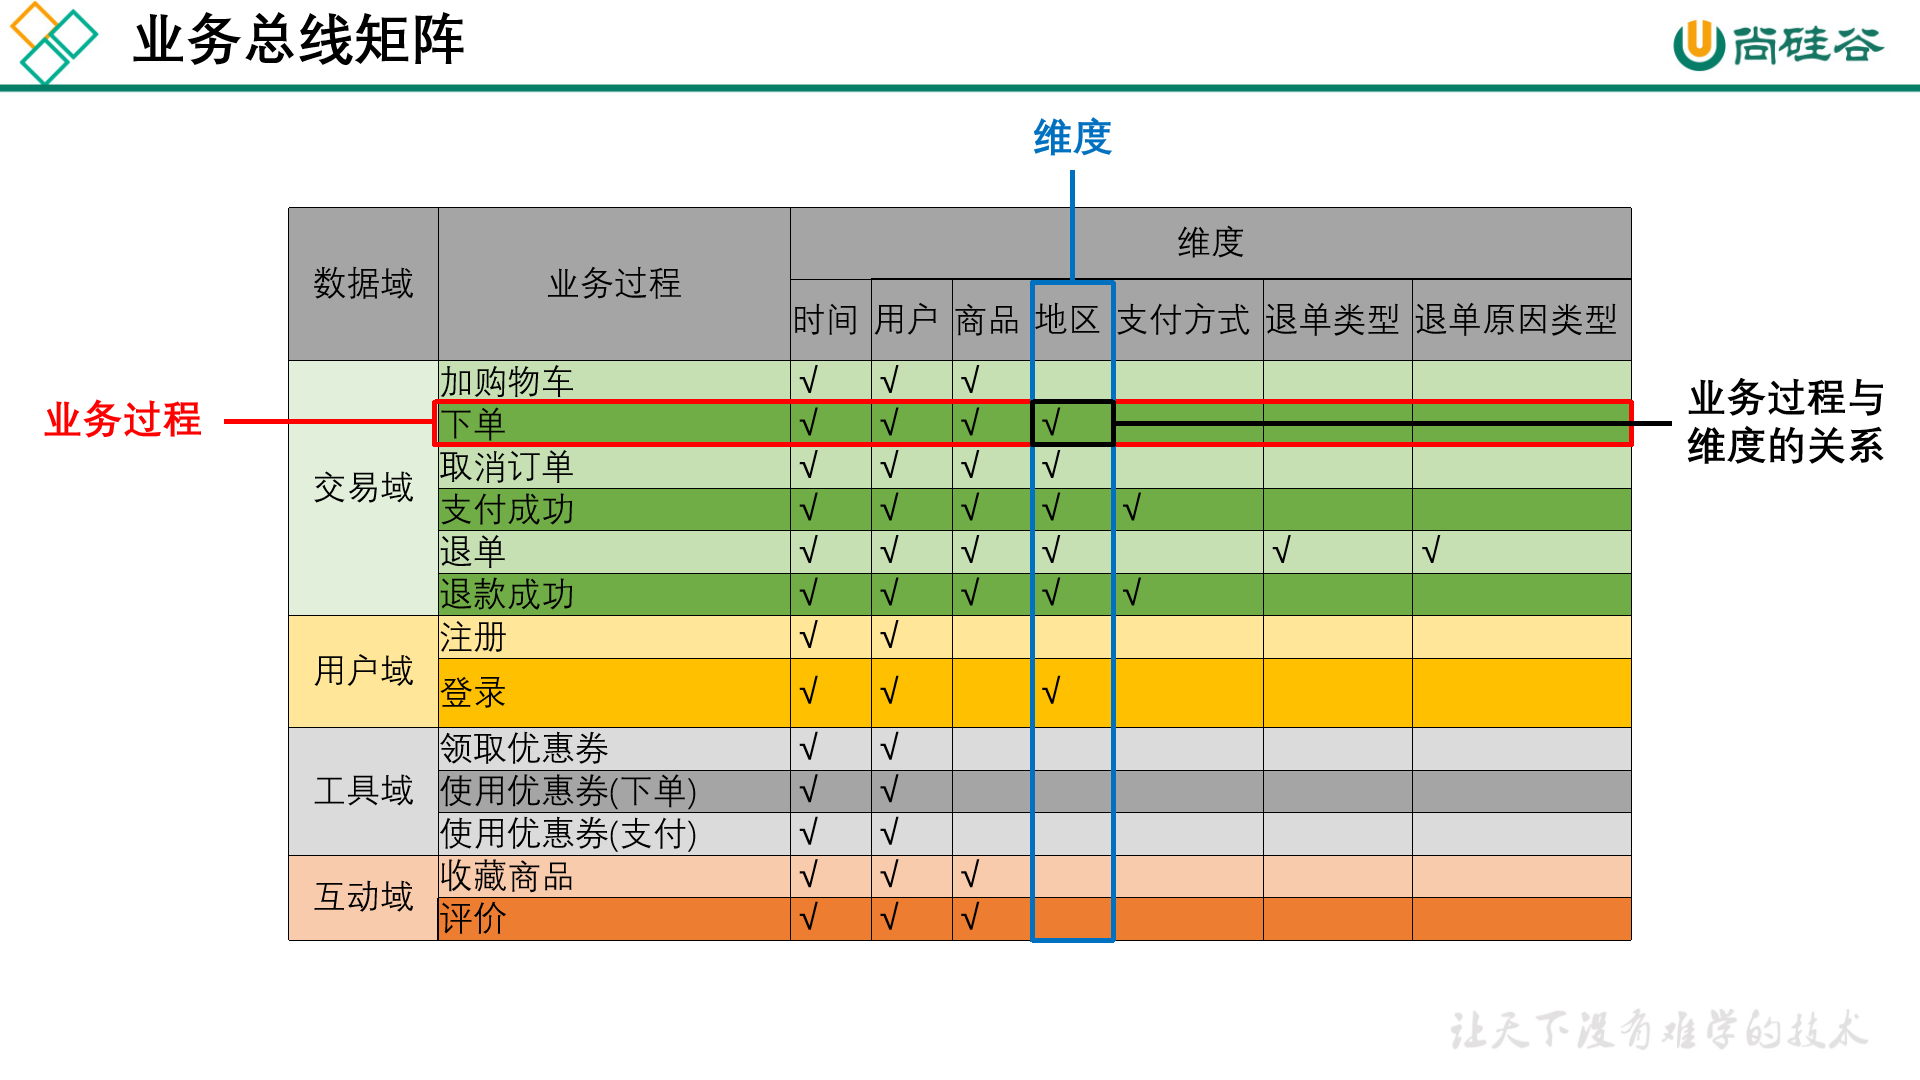 业务总线矩阵
U 尚硅谷
维度
数据域 业务过程 维度
时间 用户 商品 地区 支付方式 退单类型 退单原因类型
交易域
加购物车 √ √ √
下单 √ √ √ √
取消订单 √ √ √ √
支付成功 √ √ √ √ √
退单 √ √ √ √ √ √
退款成功 √ √ √ √ √
用户域
注册 √ √
登录 √ √ √
工具域
领取优惠券 √ √
使用优惠券(下单) √ √
使用优惠券(支付) √ √
互动域
收藏商品 √ √ √
评价 √ √ √
业务过程
业务过程与
维度的关系
让天下没有难学的技术